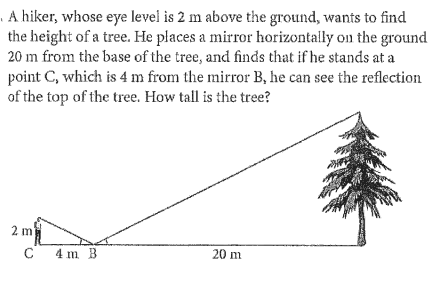 . A hiker, whose eye level is 2 m above the ground, wants to find
the height of a tree. He places a mirror horizontally on the ground
20 m from the base of the tree, and finds that if he stands at a
point C, which is 4 m from the mirror B, he can see the reflection
of the top of the tree. How tall is the tree?
2 m
C 4 m B 20 m